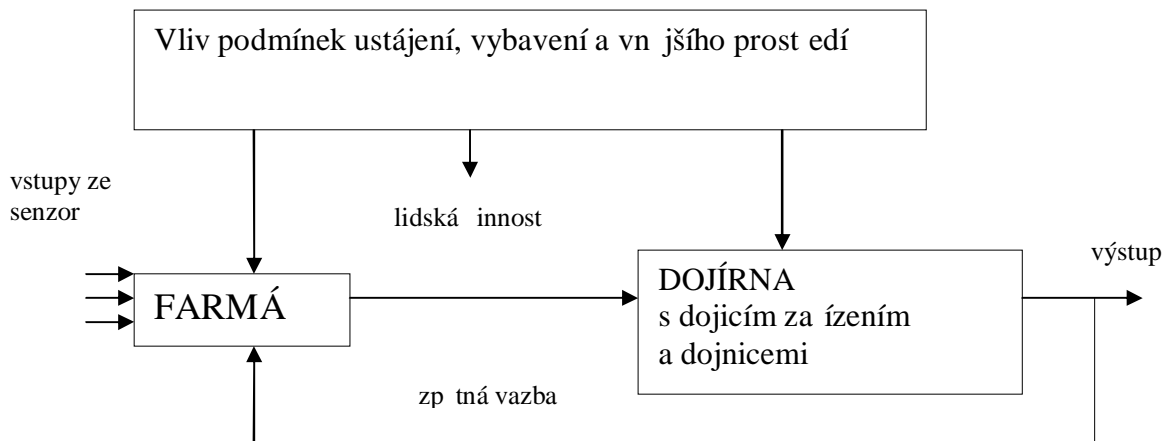 Vliv podmínek ustájení, vybavení a vn jšího prost edí
vstupy ze
senzor
lidská innost
výstup
FARMÁ
DOJÍRNA
s dojicím za ízením
a dojnicemi
zp tná vazba